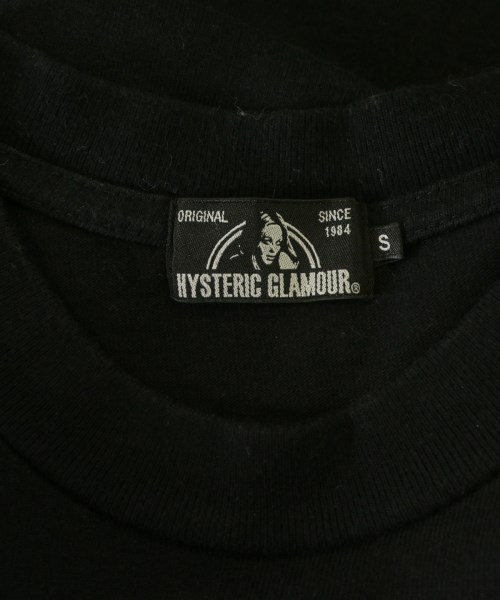 ORIGINAL SINCE
1984
HYSTERIC GLAMOUR®
S